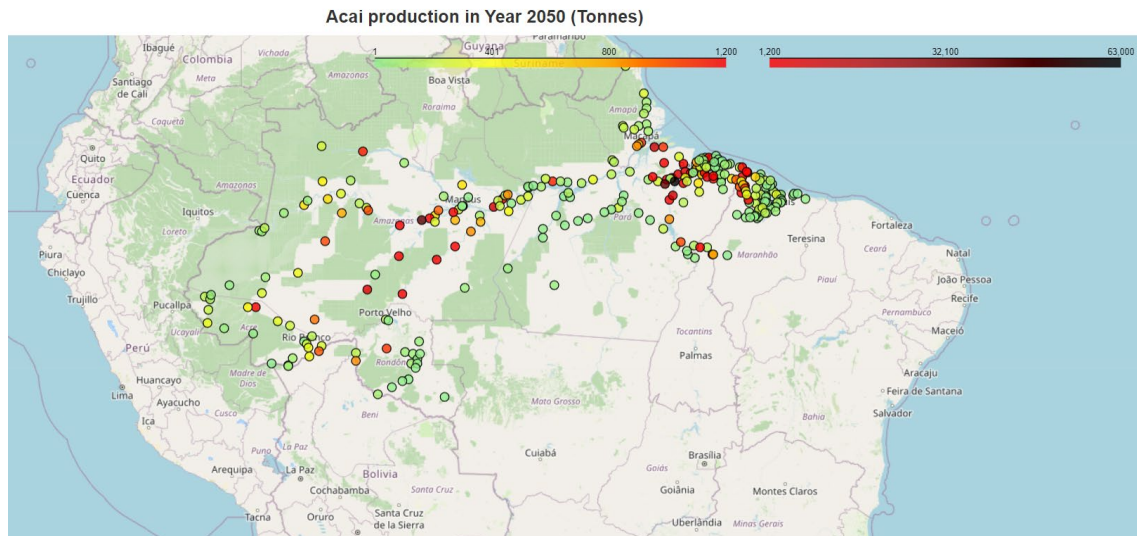 Acai production in Year 2050 (Tonnes)
Paramaribo
Ibagué
Guyana
1
401
800
1,200
1,200
32,100
63,000
Vichada
Colombia
Suriname
Meta
Amazonas
Boa Vista
Santiago
de Cali
Roraima
Amapá
Caquetá
Macapá
Quito
Ecuador
Amazonas
Cuenca
Manaus
Iquitos
Amazonas
Pará
Fortaleza
Loreto
Teresina
Piura
Maranhão
Ceará
Natal
Chiclayo
Piauí
João Pessoa
Trujillo
Pucallpa
Recife
Porto Velho
Pernambuco
Acre
Ucayali
Tocantins
Maceió
Rio Branco
Perú
Palmas
Rondônia
Aracaju
Huancayo
Madre de
Dios
Feira de Santana
Lima
Ayacucho
Mato Grosso
Cusco
Beni
Bahia
Salvador
Ica
Puno
La Paz
Cuiabá
Brasília
Arequipa
La Paz
Goiás
Bolivia
Cochabamba
Santa Cruz
Goiânia
Montes Claros
Tacna
Oruro
Santa Cruz
de la Sierra
Uberlândia
Minas Gerais